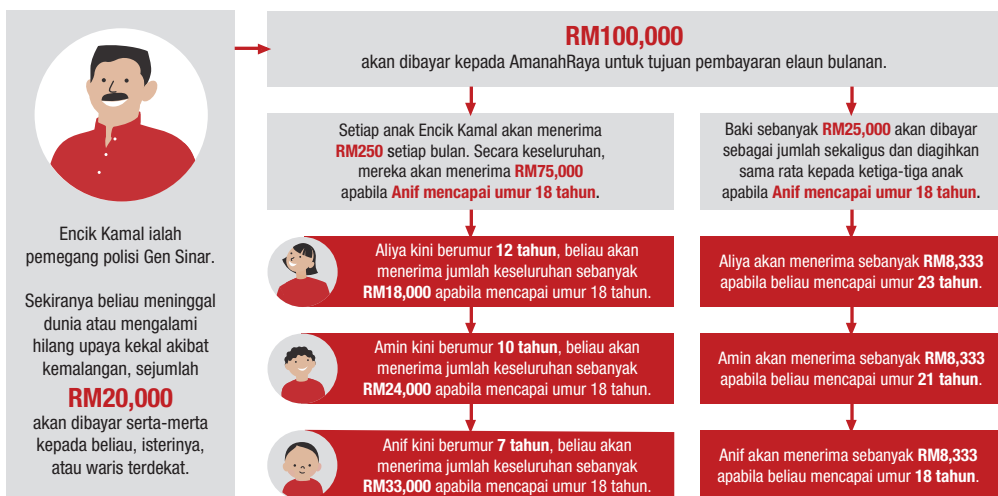 Encik Kamal ialah
pemegang polisi Gen Sinar.
Sekiranya beliau meninggal
dunia atau mengalami
hilang upaya kekal akibat
kemalangan, sejumlah
RM20,000
akan dibayar serta-merta
kepada beliau, isterinya,
atau waris terdekat.
RM100,000
akan dibayar kepada AmanahRaya untuk tujuan pembayaran elaun bulanan.
Setiap anak Encik Kamal akan menerima
RM250 setiap bulan. Secara keseluruhan,
mereka akan menerima RM75,000
apabila Anif mencapai umur 18 tahun.
Aliya kini berumur 12 tahun, beliau akan
menerima jumlah keseluruhan sebanyak
RM18,000 apabila mencapai umur 18 tahun.
Amin kini berumur 10 tahun, beliau akan
menerima jumlah keseluruhan sebanyak
RM24,000 apabila mencapai umur 18 tahun.
Anif kini berumur 7 tahun, beliau akan
menerima jumlah keseluruhan sebanyak
RM33,000 apabila mencapai umur 18 tahun.
Baki sebanyak RM25,000 akan dibayar
sebagai jumlah sekaligus dan diagihkan
sama rata kepada ketiga-tiga anak
apabila Anif mencapai umur 18 tahun.
Aliya akan menerima sebanyak RM8,333
apabila beliau mencapai umur 23 tahun.
Amin akan menerima sebanyak RM8,333
apabila beliau mencapai umur 21 tahun.
Anif akan menerima sebanyak RM8,333
apabila beliau mencapai umur 18 tahun.